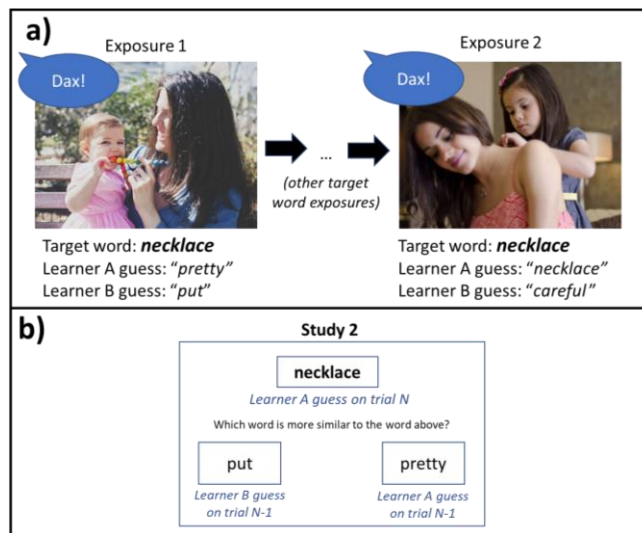 a)
Exposure 1
Exposure 2
Dax!
Dax!
...
(other target
word exposures)
Target word: necklace
Learner A guess: “pretty”
Learner B guess: “put”
Target word: necklace
Learner A guess: “necklace”
Learner B guess: “careful”
b)
Study 2
necklace
Learner A guess on trial N
Which word is more similar to the word above?
put
pretty
Learner B guess
on trial N-1
Learner A guess
on trial N-1